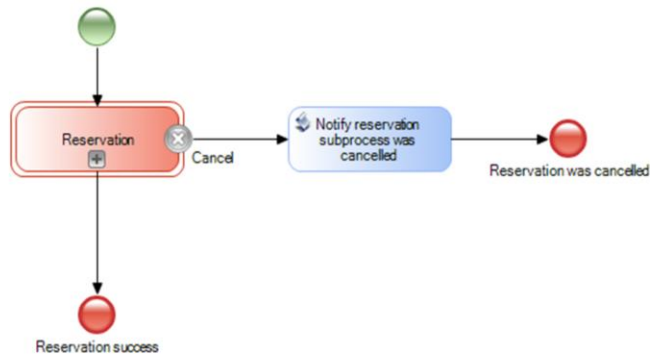 Reservation
Cancel
Notify reservation
subprocess was
cancelled
Reservation was cancelled
Reservation success